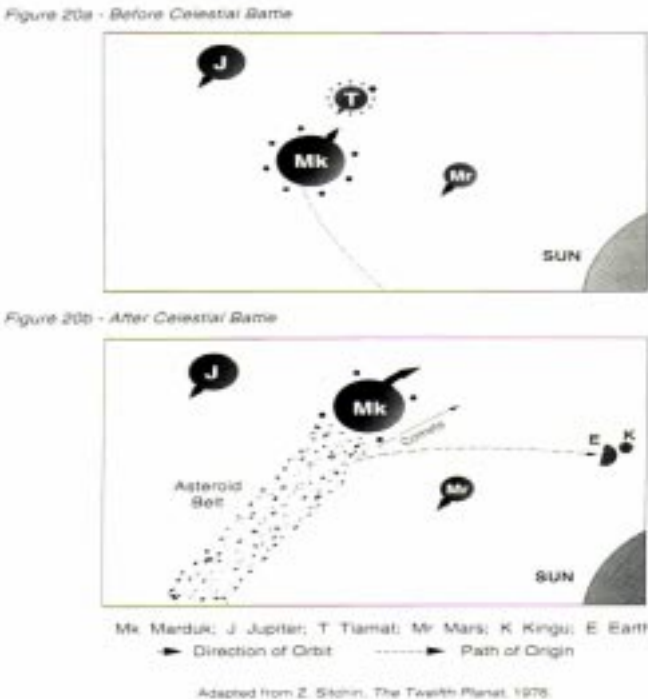 Figure 20a - Before Celestial Battle
J
T
Mk
Mr
SUN
Figure 20b - After Celestial Battle
J
Mk
Comets
E K
Asteroid
Belt
Mr
SUN
Mk Marduk; J Jupiter; T Tiamat; Mr Mars; K Kingu; E Earth
Direction of Orbit Path of Origin
Adapted from Z. Sitchin, The Twelfth Planet, 1976.